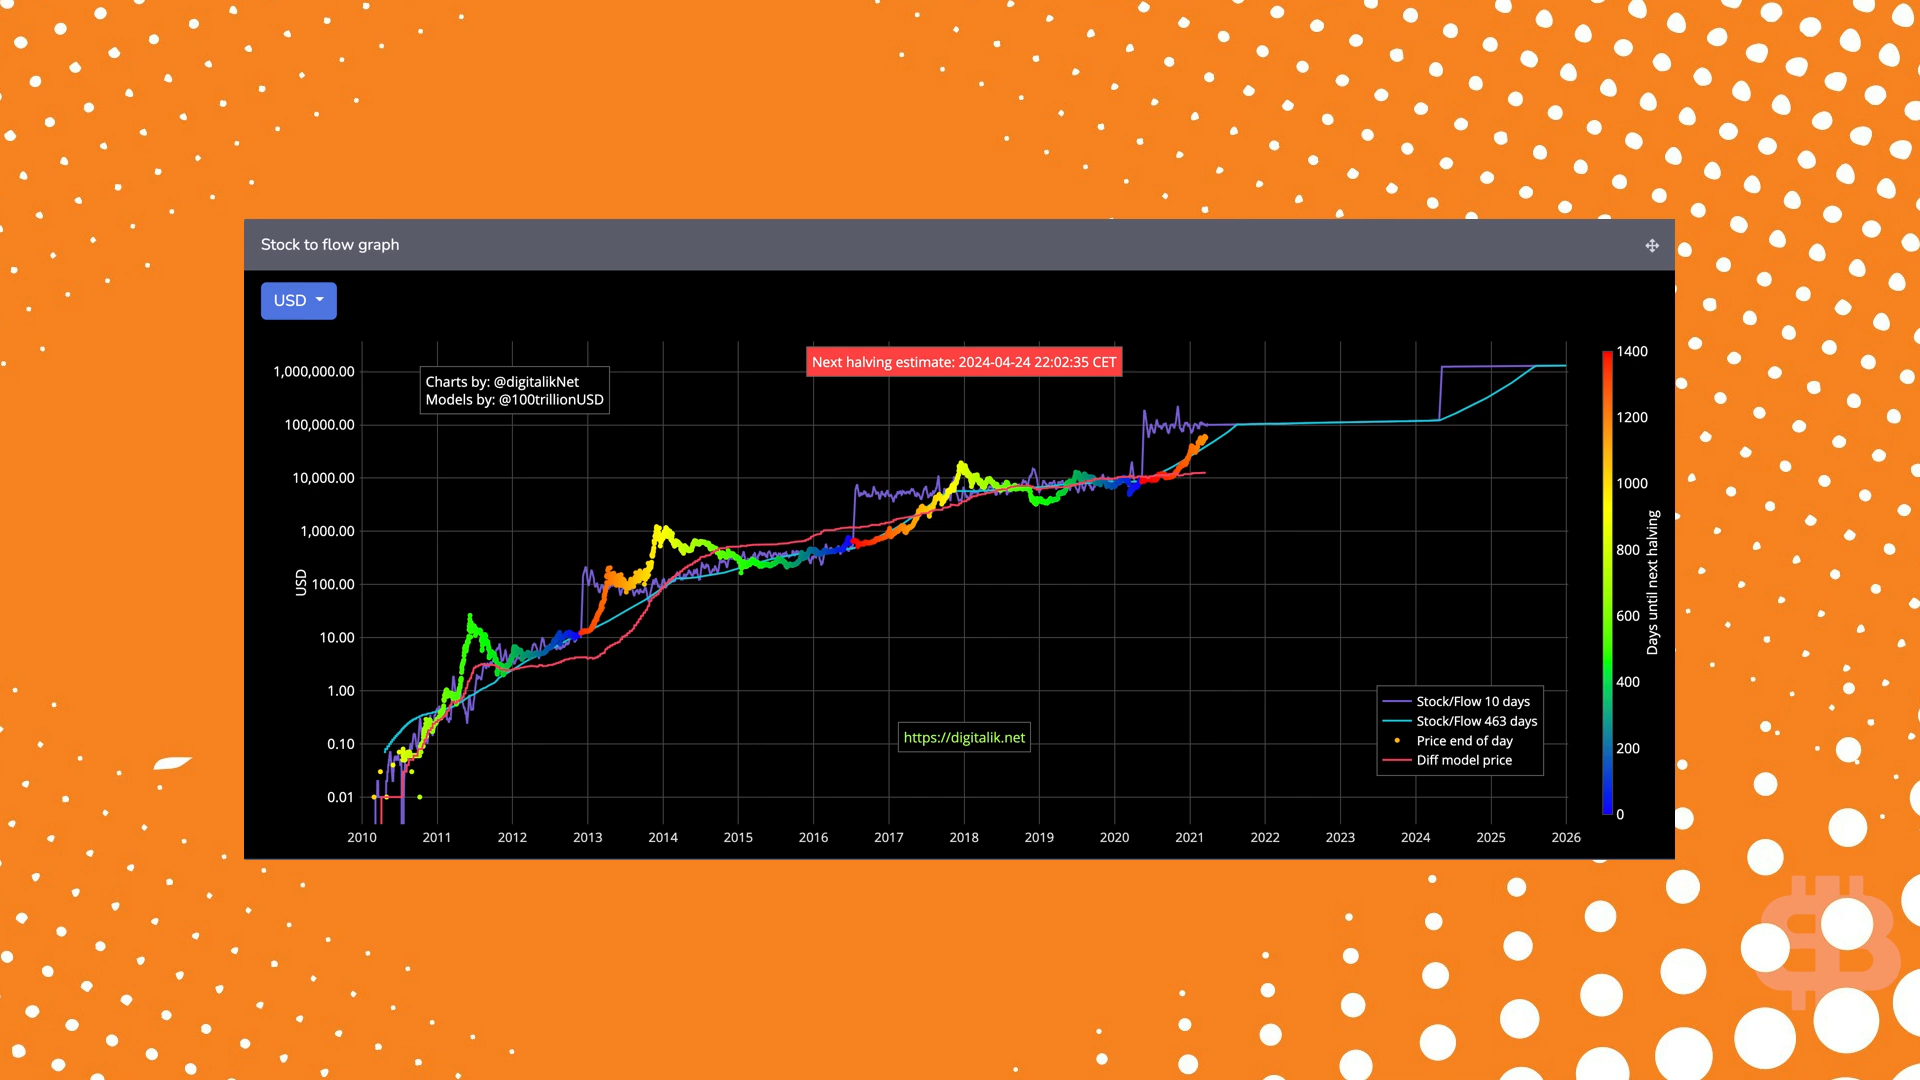 Stock to flow graph
USD
Next halving estimate: 2024-04-24 22:02:35 CET
Charts by: @digitalikNet
Models by: @100trillionUSD
1,000,000.00
100,000.00
10,000.00
1,000.00
100.00
10.00
1.00
0.10
0.01
USD
2010 2011 2012 2013 2014 2015 2016 2017 2018 2019 2020 2021 2022 2023 2024 2025 2026
https://digitalik.net
Stock/Flow 10 days
Stock/Flow 463 days
Price end of day
Diff model price
1400
1200
1000
800
600
400
200
0
Days until next halving